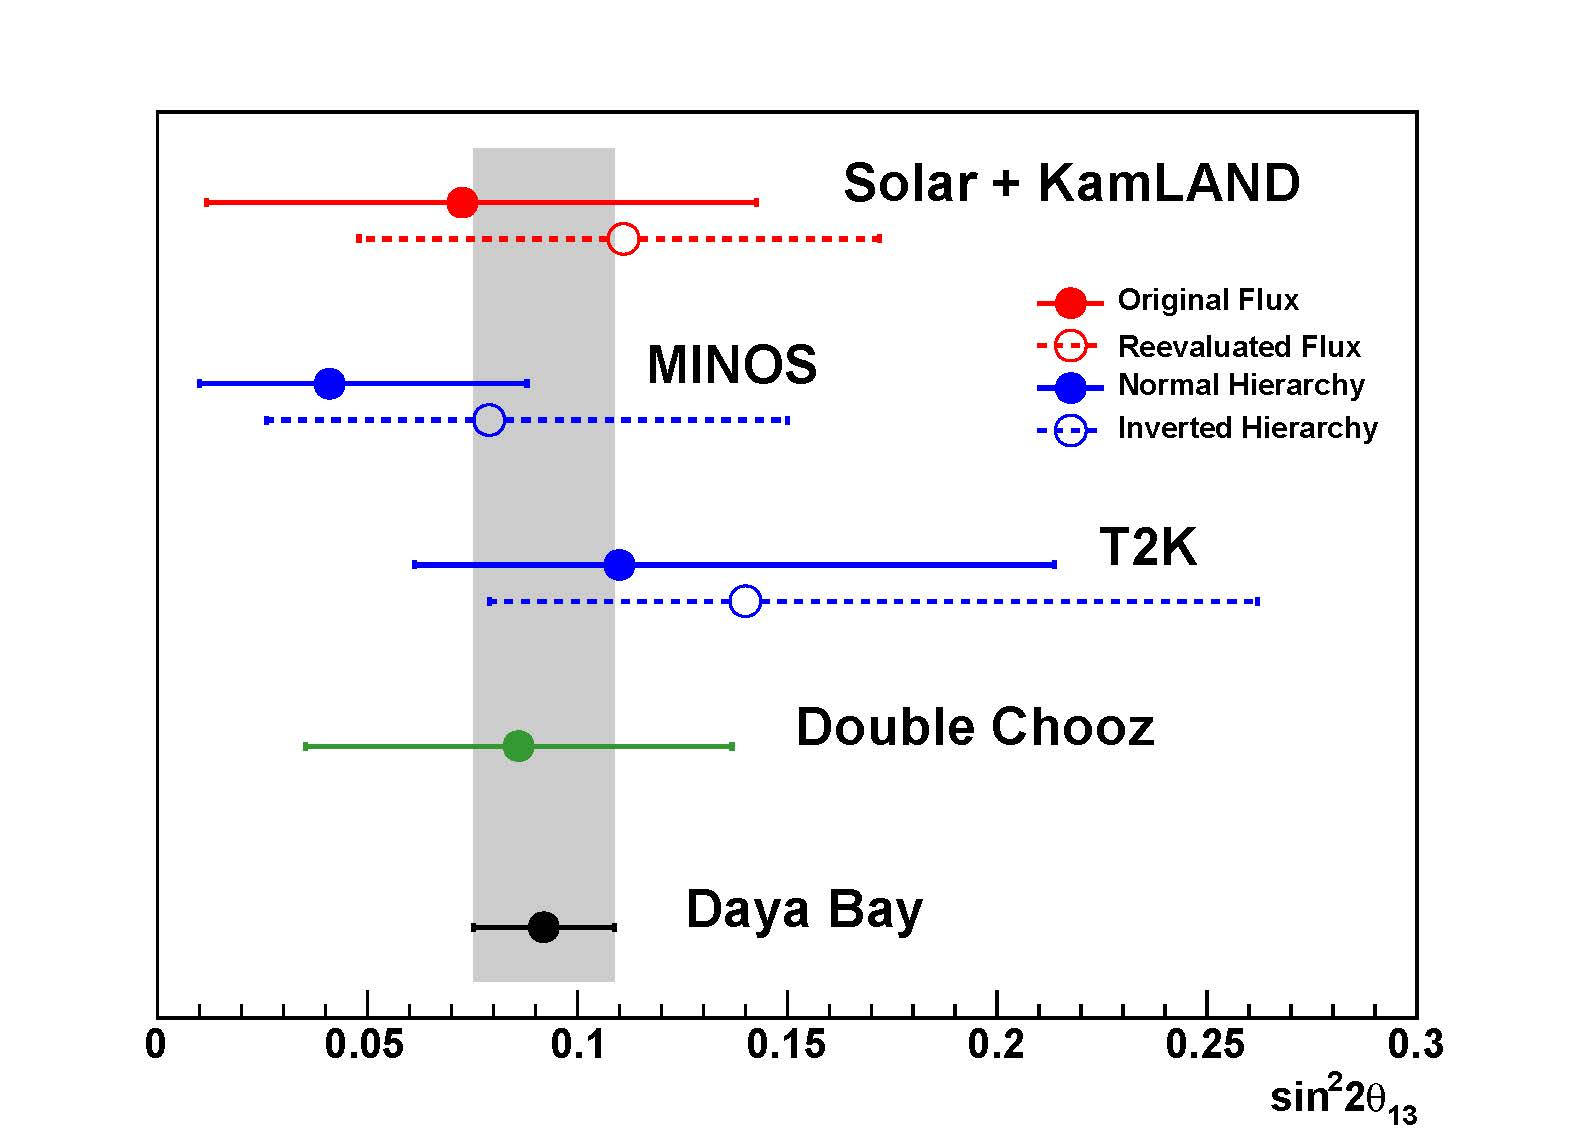 Solar + KamLAND
Original Flux
Reevaluated Flux
MINOS
Normal Hierarchy
Inverted Hierarchy
T2K
Double Chooz
Daya Bay
0 0.05 0.1 0.15 0.2 0.25 0.3
sin²2θ₁₃